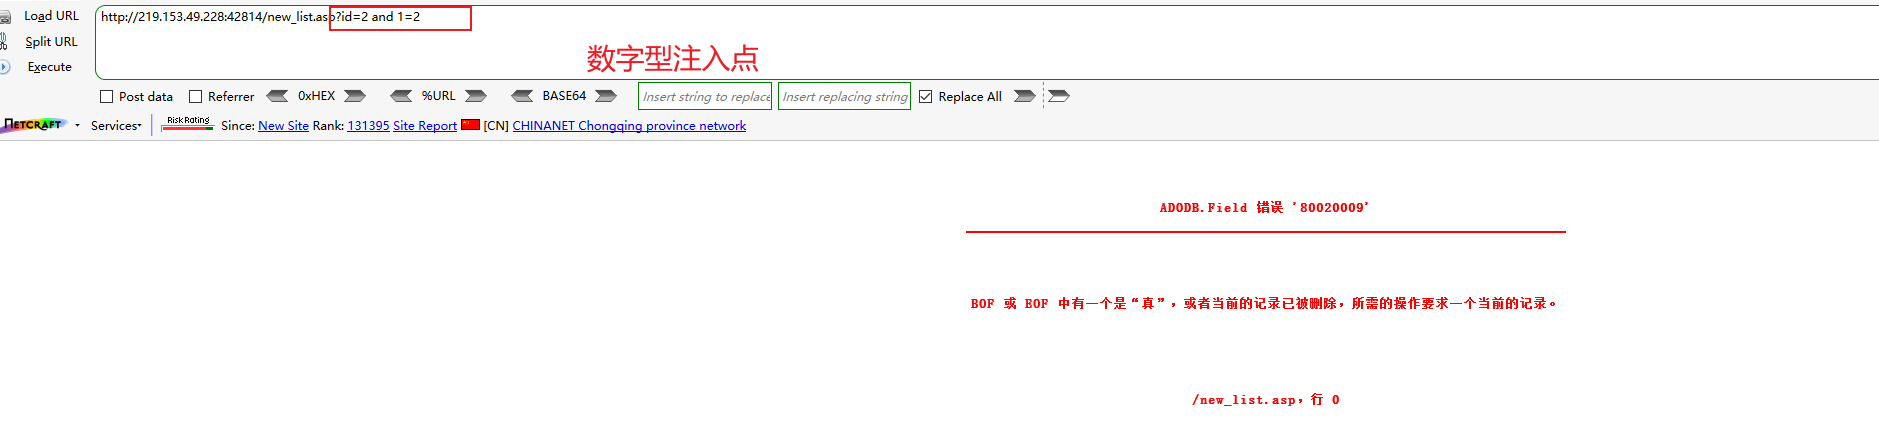 Load URL http://219.153.49.228:42814/new_list.asp?id=2 and 1=2
Split URL
数字型注入点
Execute
Post data Referrer 0xHEX %URL BASE64 Insert string to replace Insert replacing string Replace All
NETCRAFT Services Risk Rating Since: New Site Rank: 131395 Site Report [CN] CHINANET Chongqing province network
ADODB.Field 错误 '80020009'
BOF 或 EOF 中有一个是“真”，或者当前的记录已被删除，所需的操作要求一个当前的记录。
/new_list.asp，行 0